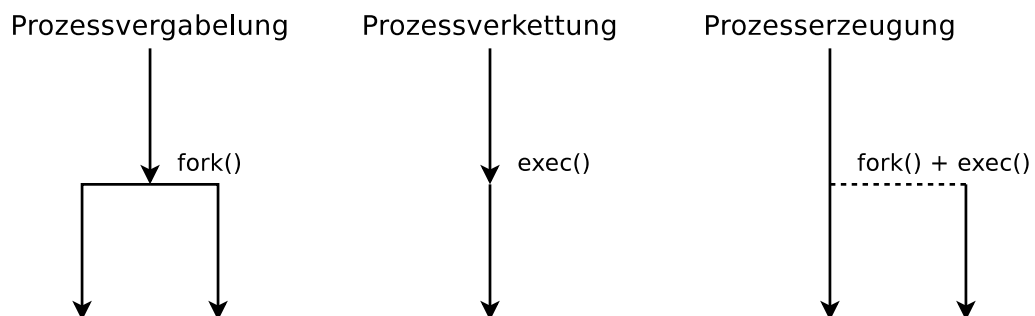 Prozessvergabelung
Prozessverkettung
Prozesserzeugung
fork()
exec()
fork() + exec()